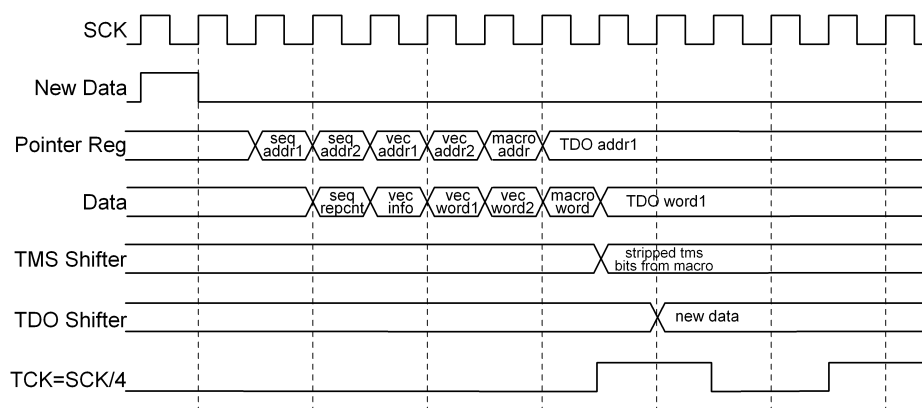 SCK
New Data
Pointer Reg
seq
addr1
seq
addr2
vec
addr1
vec
addr2
macro
addr
TDO addr1
Data
seq
repcnt
vec
info
vec
word1
vec
word2
macro
word
TDO word1
TMS Shifter
stripped tms
bits from macro
TDO Shifter
new data
TCK=SCK/4